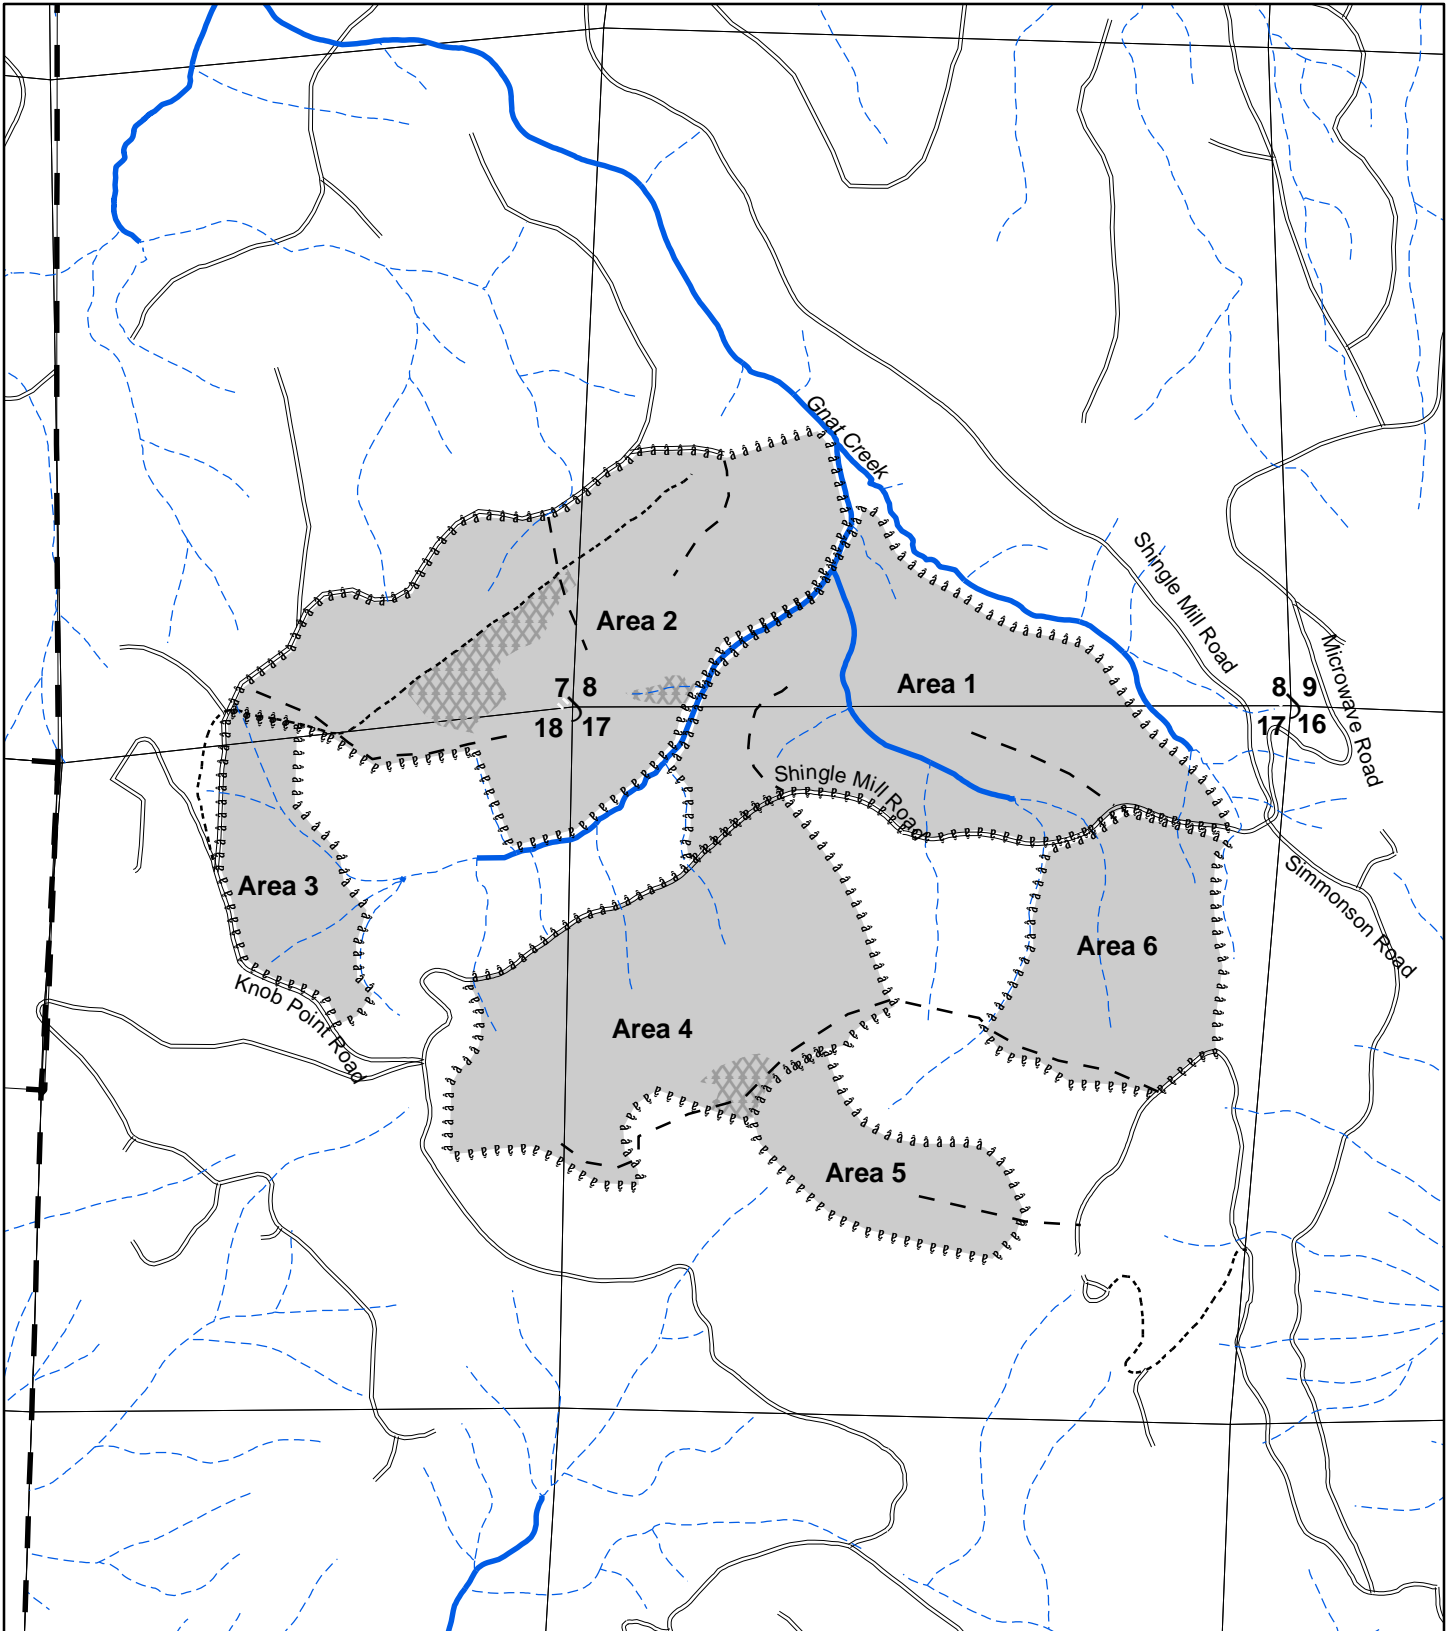 Gnat Creek
Shingle Mill Road
Area 2
Microwave Road
Area 1
7 8
18 17
8 9
17 16
Shingle Mill Road
Area 3
Simmonson Road
Area 6
Knob Point Road
Area 4
Area 5